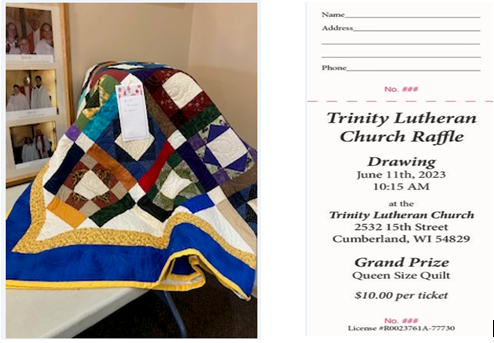 Name
Address
Phone
No. ###
Trinity Lutheran
Church Raffle
Drawing
June 11th, 2023
10:15 AM
at the
Trinity Lutheran Church
2532 15th Street
Cumberland, WI 54829
Grand Prize
Queen Size Quilt
$10.00 per ticket
No. ###
License #R0023761A-77730